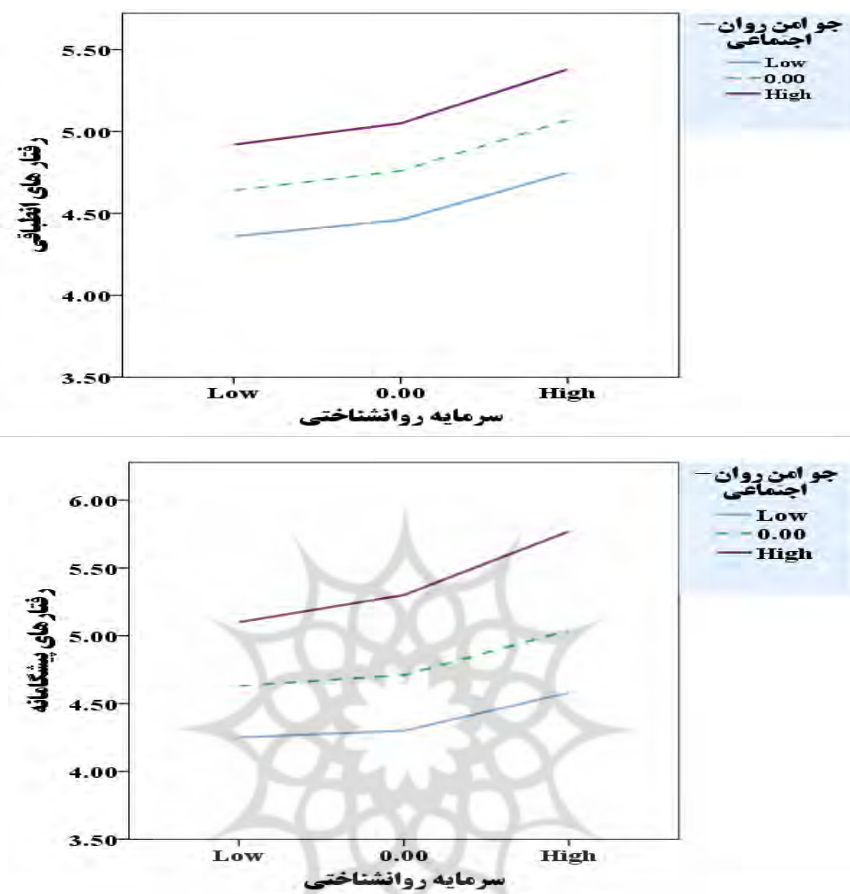 جو امن روان–
اجتماعی
Low
0.00
High
رفتار های انطباقی
5.50
5.00
4.50
4.00
3.50
Low 0.00 High
سرمایه روانشناختی
جو امن روان–
اجتماعی
Low
0.00
High
رفتارهای پیشگامانه
6.00
5.50
5.00
4.50
4.00
3.50
Low 0.00 High
سرمایه روانشناختی